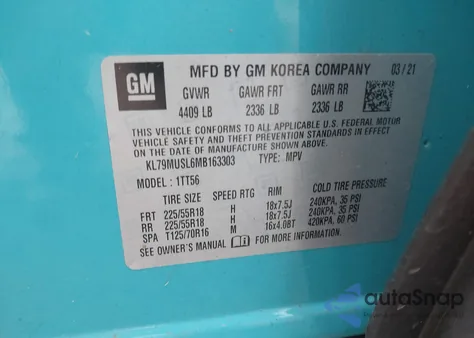 GM
MFD BY GM KOREA COMPANY 03/21
GVWR GAWR FRT GAWR RR
4409 LB 2336 LB 2336 LB
THIS VEHICLE CONFORMS TO ALL APPLICABLE U.S. FEDERAL MOTOR
VEHICLE SAFETY AND THEFT PREVENTION STANDARDS IN EFFECT ON
THE DATE OF MANUFACTURE SHOWN ABOVE.
KL79MUSL6MB163303 TYPE: MPV
MODEL: 1TT56
TIRE SIZE SPEED RTG RIM COLD TIRE PRESSURE
FRT 225/55R18 H 18x7.5J 240KPA, 35 PSI
RR 225/55R18 H 18x7.5J 240KPA, 35 PSI
SPA T125/70R16 M 16x4.0BT 420KPA, 60 PSI
SEE OWNER'S MANUAL FOR MORE INFORMATION.
autoSnap